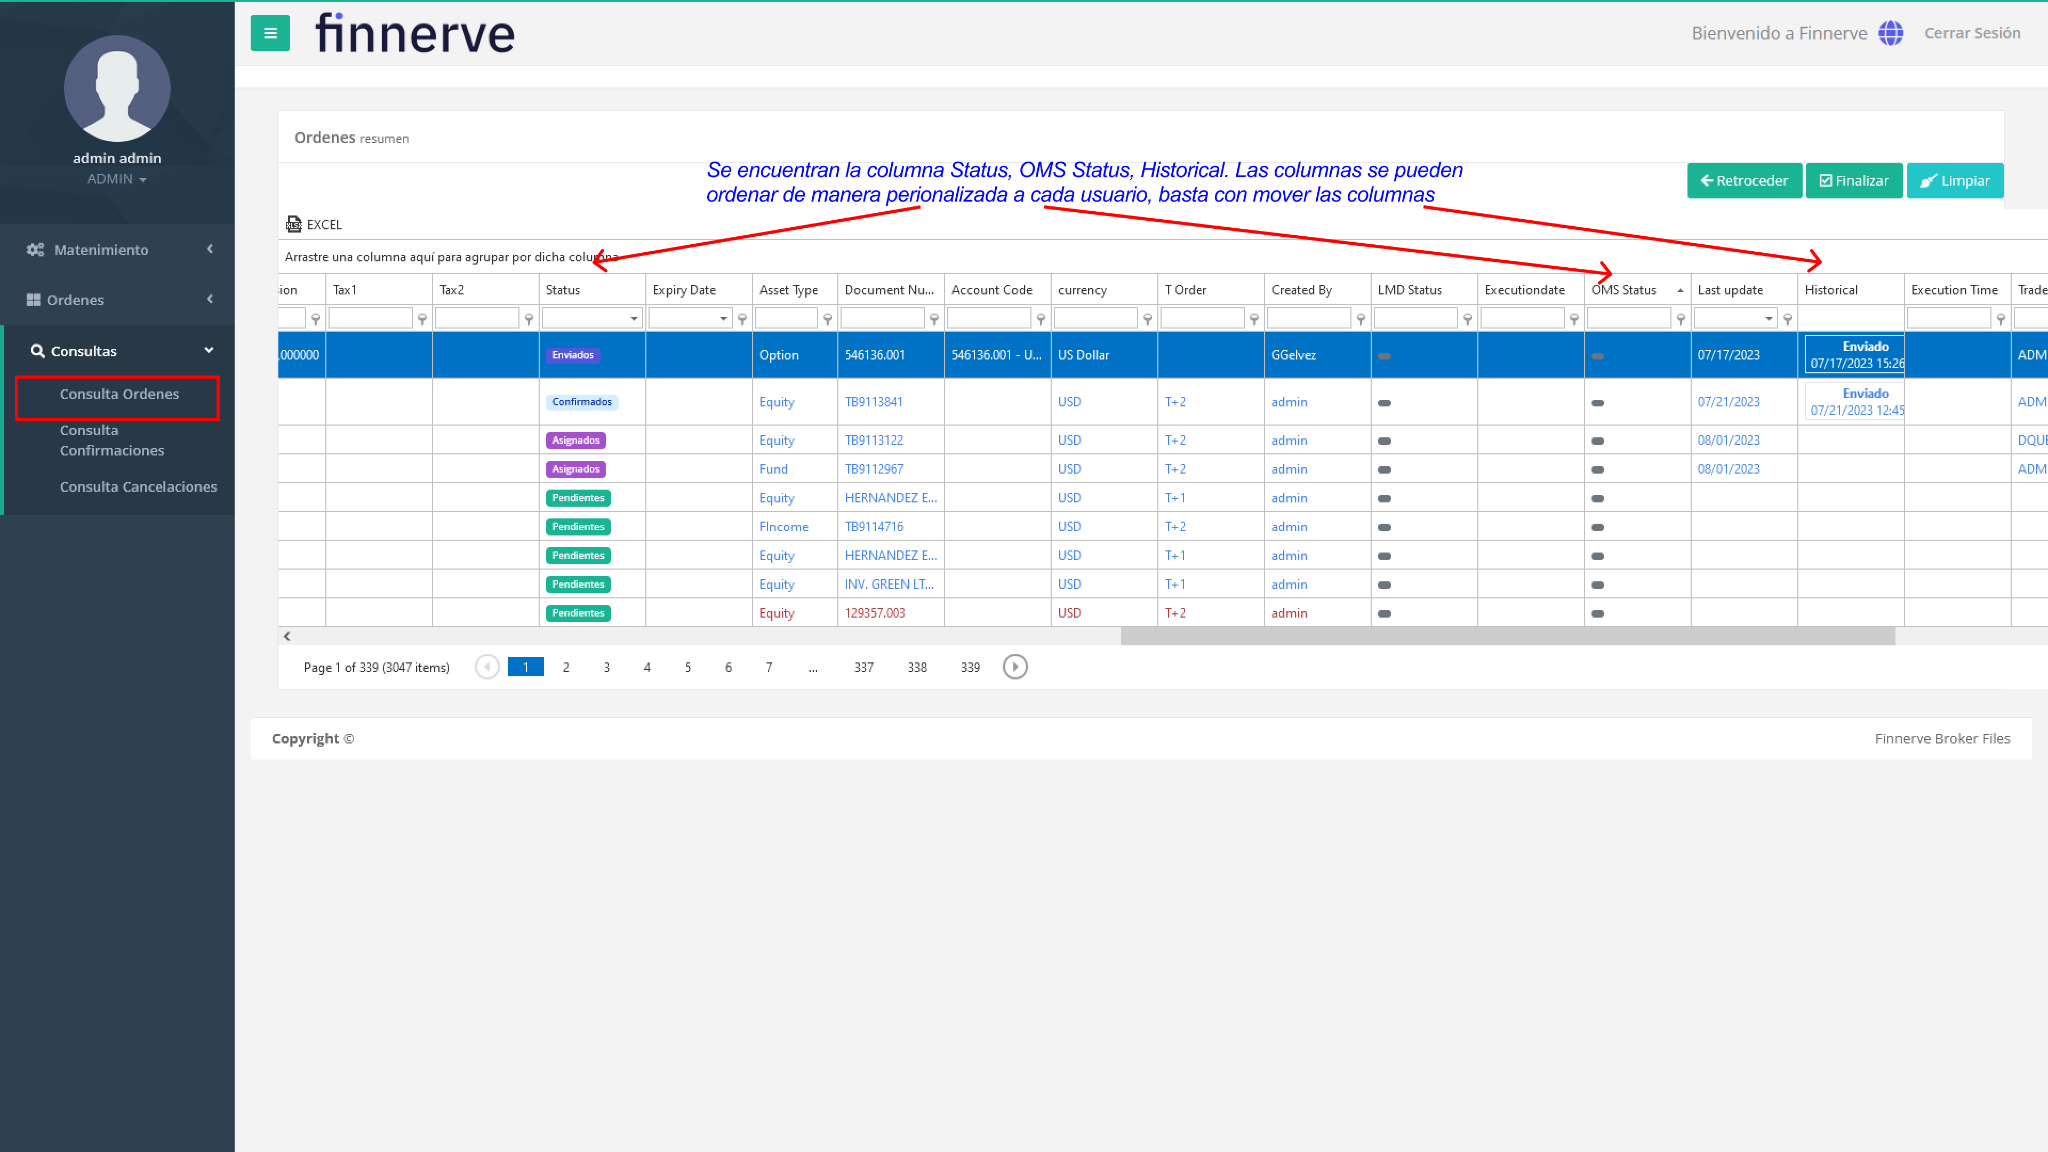 finnerve
Bienvenido a Finnerve
Cerrar Sesión
admin admin
ADMIN
Matenimiento
Ordenes
Consultas
Consulta Ordenes
Consulta
Confirmaciones
Consulta Cancelaciones
Ordenes resumen
Se encuentran la columna Status, OMS Status, Historical. Las columnas se pueden
ordenar de manera perionalizada a cada usuario, basta con mover las columnas
Retroceder Finalizar Limpiar
EXCEL
Arrastre una columna aquí para agrupar por dicha columna
ion Tax1 Tax2 Status Expiry Date Asset Type Document Nu... Account Code currency T Order Created By LMD Status Executiondate OMS Status Last update Historical Execution Time Trade
.000000 Enviados Option 546136.001 546136.001 - U... US Dollar GGelvez 07/17/2023 Enviado ADM
07/17/2023 15:26
Confirmados Equity TB9113841 USD T+2 admin 07/21/2023 Enviado ADM
07/21/2023 12:45
Asignados Equity TB9113122 USD T+2 admin 08/01/2023 DQUE
Asignados Fund TB9112967 USD T+2 admin 08/01/2023 ADM
Pendientes Equity HERNANDEZ E... USD T+1 admin
Pendientes FIncome TB9114716 USD T+2 admin
Pendientes Equity HERNANDEZ E... USD T+1 admin
Pendientes Equity INV. GREEN LT... USD T+1 admin
Pendientes Equity 129357.003 USD T+2 admin
Page 1 of 339 (3047 items) 1 2 3 4 5 6 7 ... 337 338 339
Copyright ©
Finnerve Broker Files